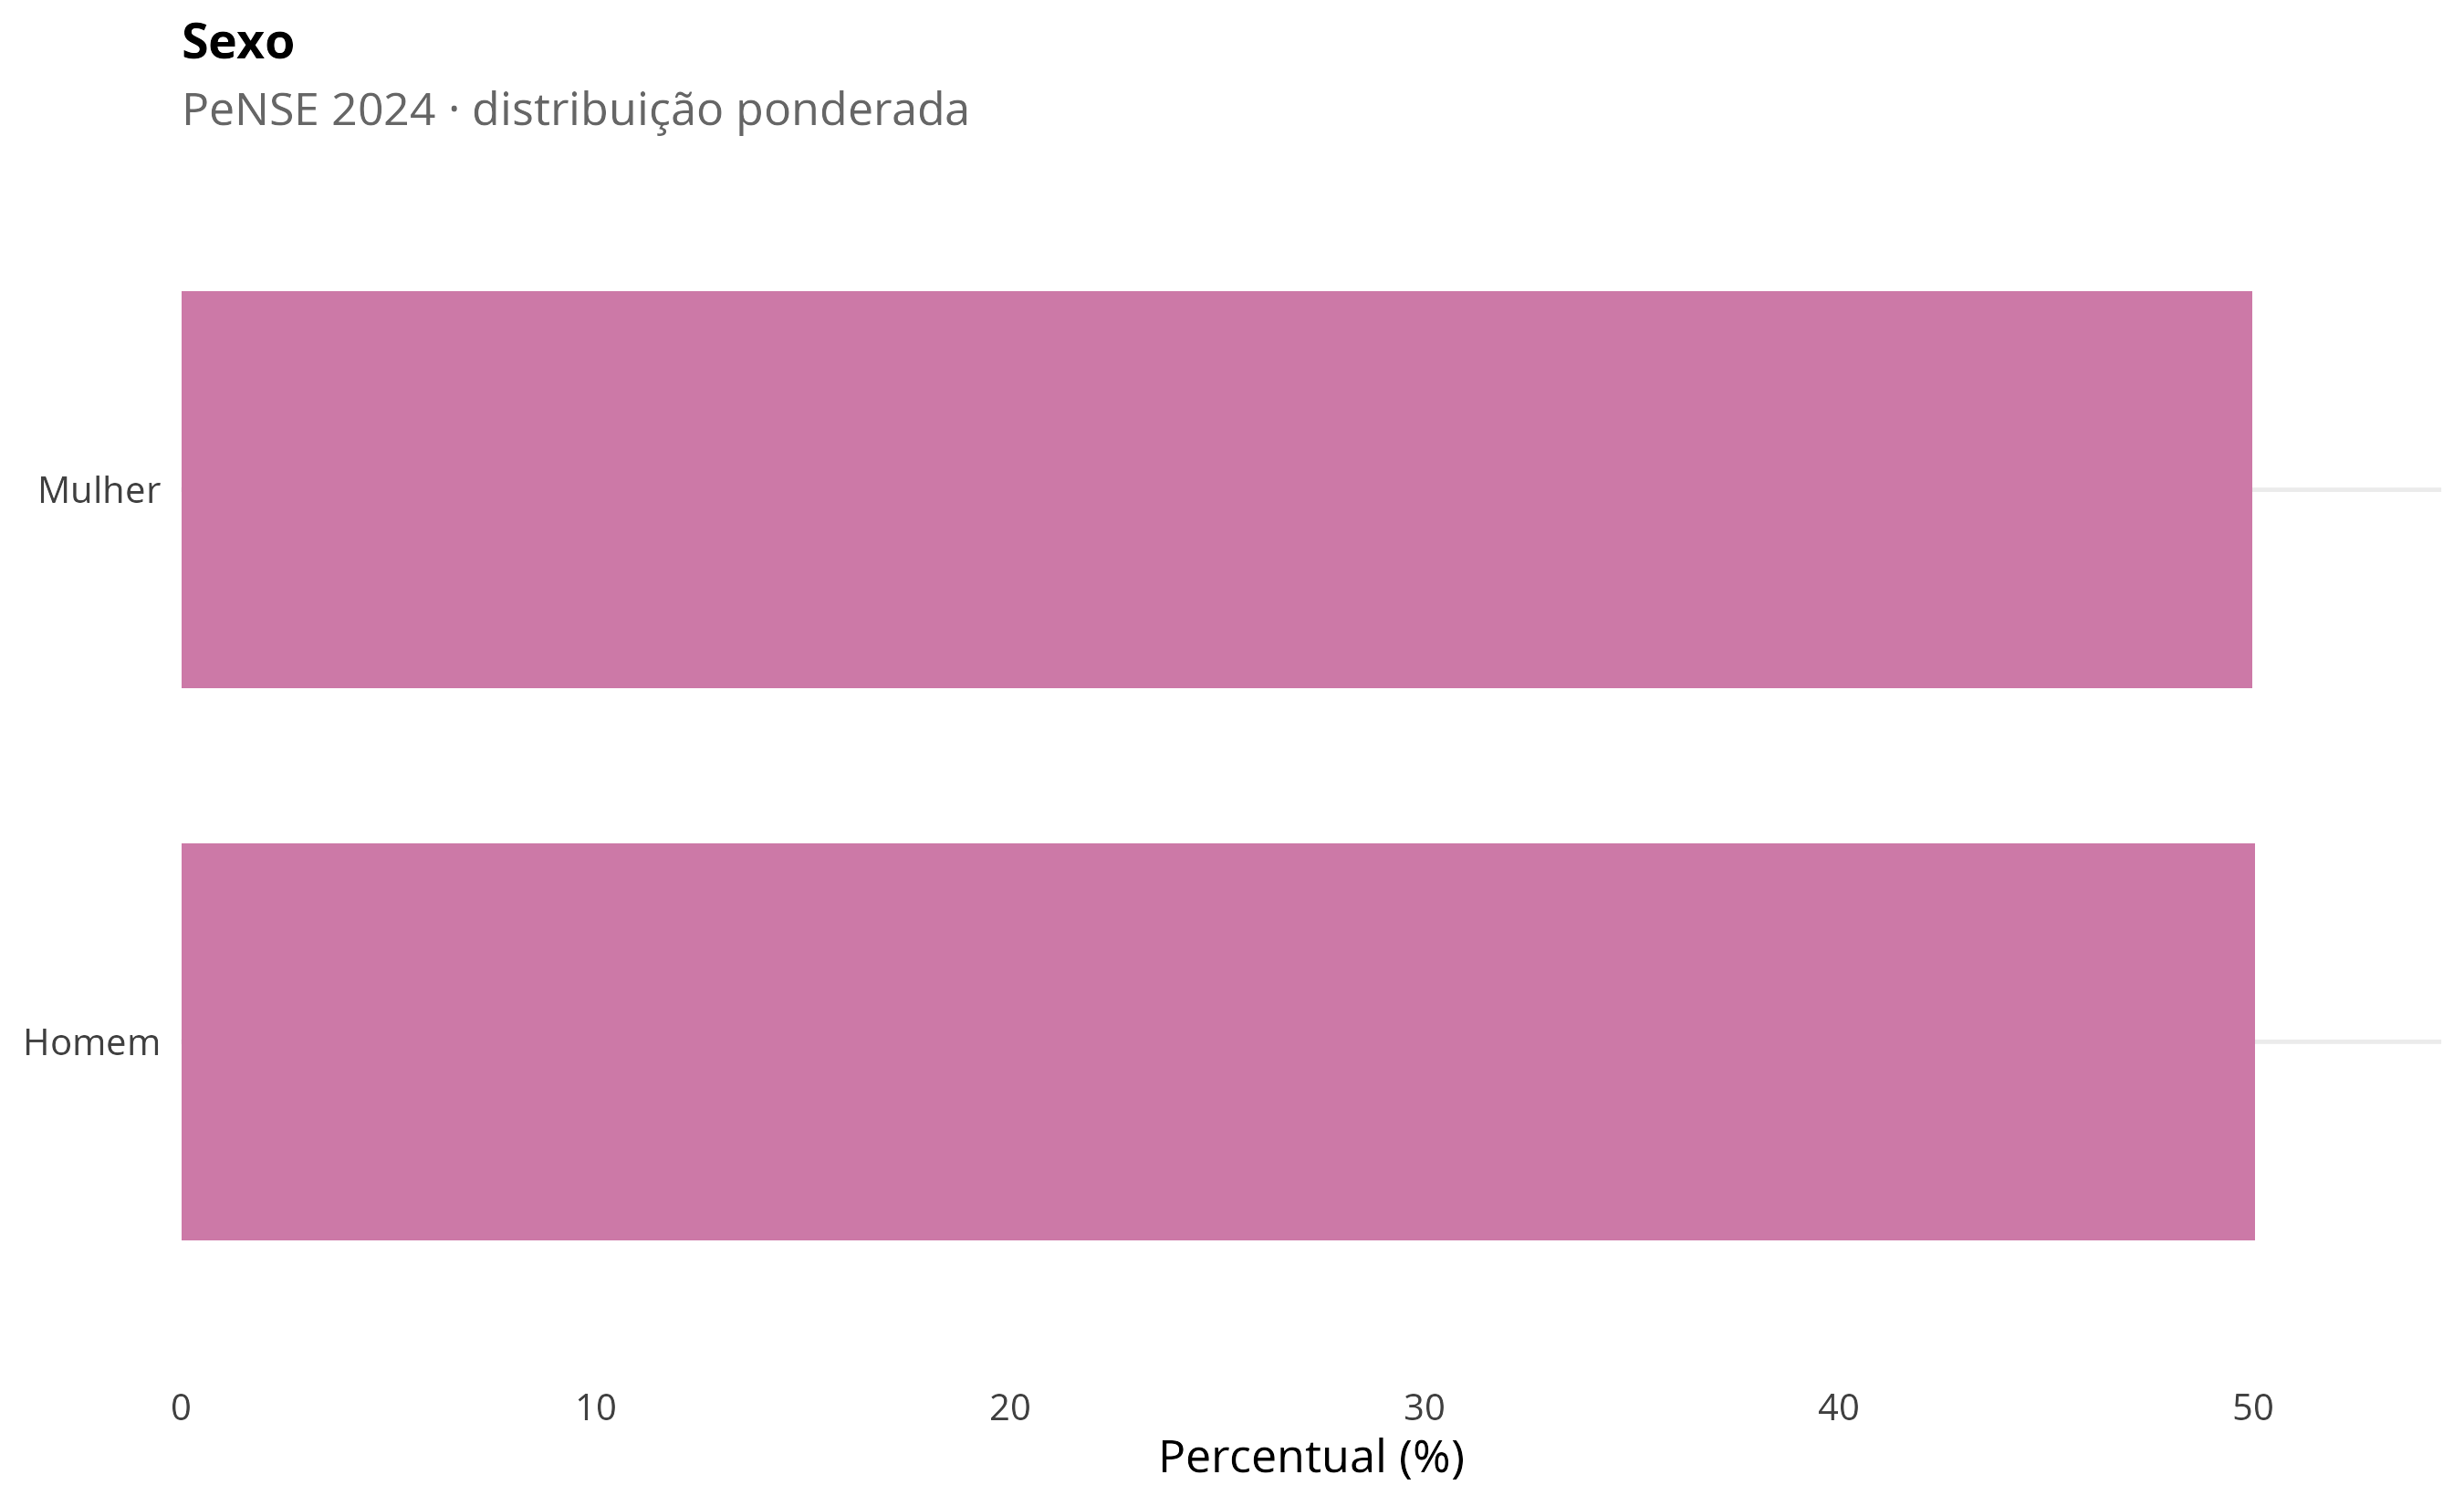 Sexo
PeNSE 2024 · distribuição ponderada
Mulher
Homem
0 10 20 30 40 50
Percentual (%)